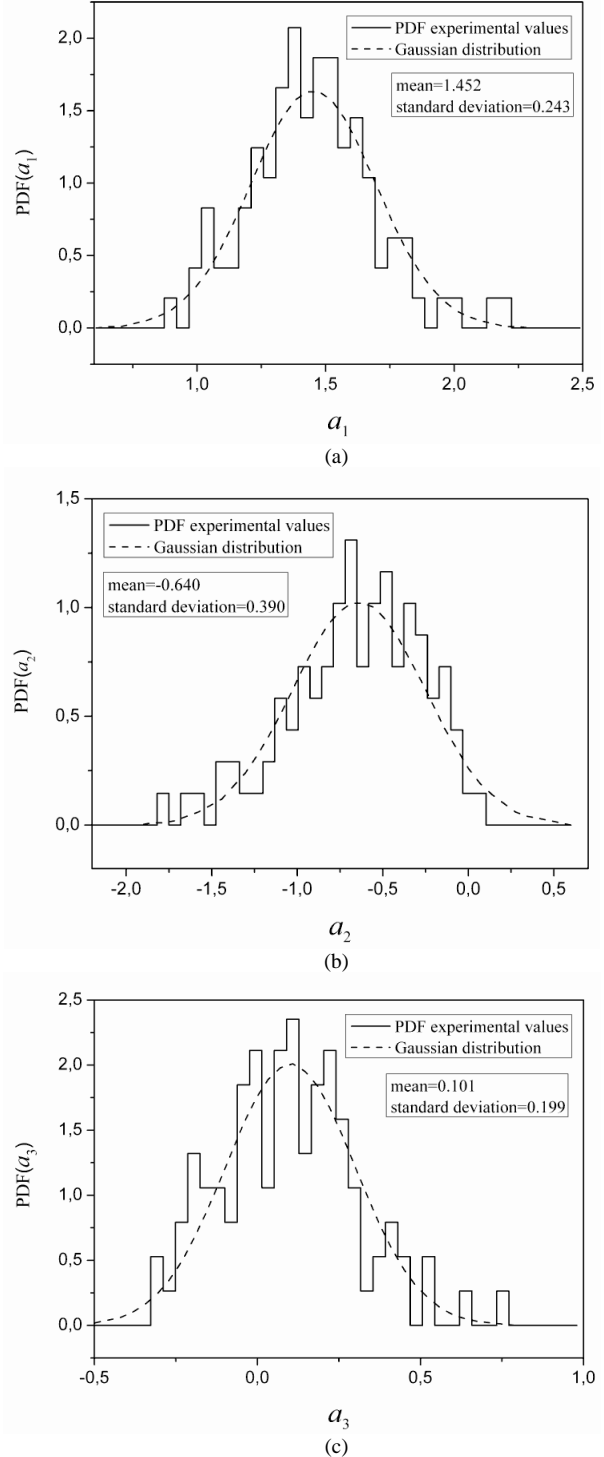 2,0
1,5
1,0
0,5
0,0
PDF(a₁)
PDF experimental values
Gaussian distribution
mean=1.452
standard deviation=0.243
1,0 1,5 2,0 2,5
a₁
(a)
1,5
1,0
0,5
0,0
PDF(a₂)
PDF experimental values
Gaussian distribution
mean=-0.640
standard deviation=0.390
-2,0 -1,5 -1,0 -0,5 0,0 0,5
a₂
(b)
2,5
2,0
1,5
1,0
0,5
0,0
PDF(a₃)
PDF experimental values
Gaussian distribution
mean=0.101
standard deviation=0.199
-0,5 0,0 0,5 1,0
a₃
(c)